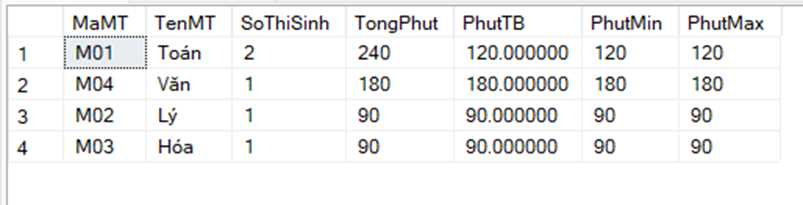 MaMT TenMT SoThiSinh TongPhut PhutTB PhutMin PhutMax
1 M01 Toán 2 240 120.000000 120 120
2 M04 Văn 1 180 180.000000 180 180
3 M02 Lý 1 90 90.000000 90 90
4 M03 Hóa 1 90 90.000000 90 90